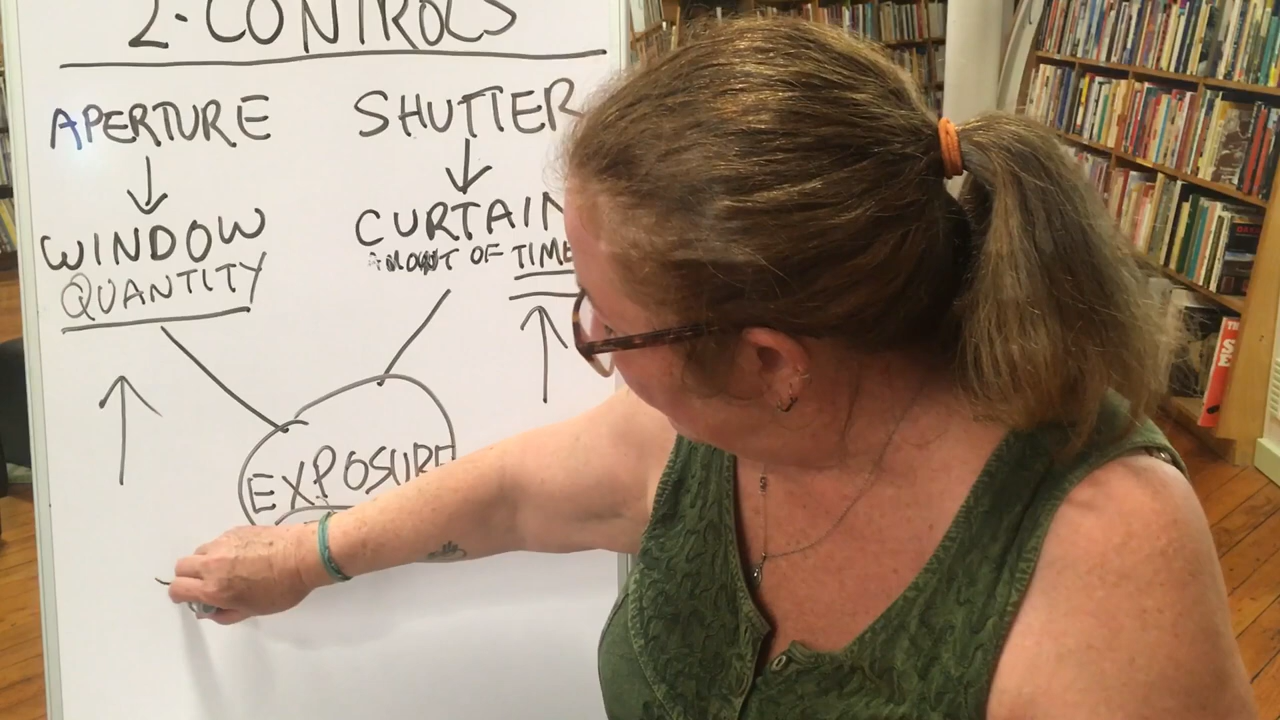 2. CONTROLS
APERTURE
SHUTTER
WINDOW
CURTAIN
QUANTITY
AMOUNT OF TIME
EXPOSURE